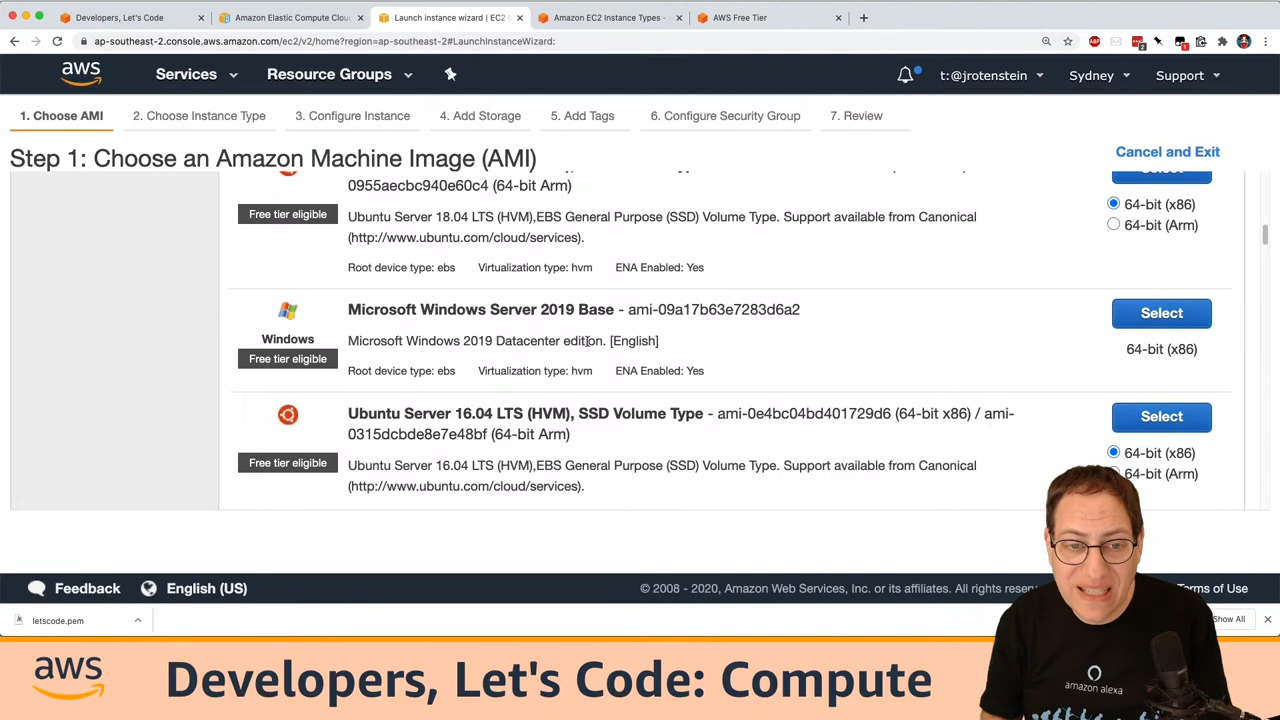 Developers, Let's Code
Amazon Elastic Compute Clou
Launch instance wizard | EC2
Amazon EC2 Instance Types -
AWS Free Tier
ap-southeast-2.console.aws.amazon.com/ec2/v2/home?region=ap-southeast-2#LaunchInstanceWizard:
ABP
2
1
aws
Services
Resource Groups
t:@jrotenstein
Sydney
Support
1. Choose AMI
2. Choose Instance Type
3. Configure Instance
4. Add Storage
5. Add Tags
6. Configure Security Group
7. Review
Step 1: Choose an Amazon Machine Image (AMI)
Cancel and Exit
0955aecbc940e60c4 (64-bit Arm)
Free tier eligible
Ubuntu Server 18.04 LTS (HVM),EBS General Purpose (SSD) Volume Type. Support available from Canonical
(http://www.ubuntu.com/cloud/services).
Root device type: ebs Virtualization type: hvm ENA Enabled: Yes
Select
64-bit (x86)
64-bit (Arm)
Windows
Free tier eligible
Microsoft Windows Server 2019 Base - ami-09a17b63e7283d6a2
Microsoft Windows 2019 Datacenter edition. [English]
Root device type: ebs Virtualization type: hvm ENA Enabled: Yes
Select
64-bit (x86)
Free tier eligible
Ubuntu Server 16.04 LTS (HVM), SSD Volume Type - ami-0e4bc04bd401729d6 (64-bit x86) / ami-
0315dcbde8e7e48bf (64-bit Arm)
Ubuntu Server 16.04 LTS (HVM),EBS General Purpose (SSD) Volume Type. Support available from Canonical
(http://www.ubuntu.com/cloud/services).
Select
64-bit (x86)
64-bit (Arm)
Feedback
English (US)
© 2008 - 2020, Amazon Web Services, Inc. or its affiliates. All rights reserv
Terms of Use
letscode.pem
Show All
amazon alexa
aws
Developers, Let's Code: Compute